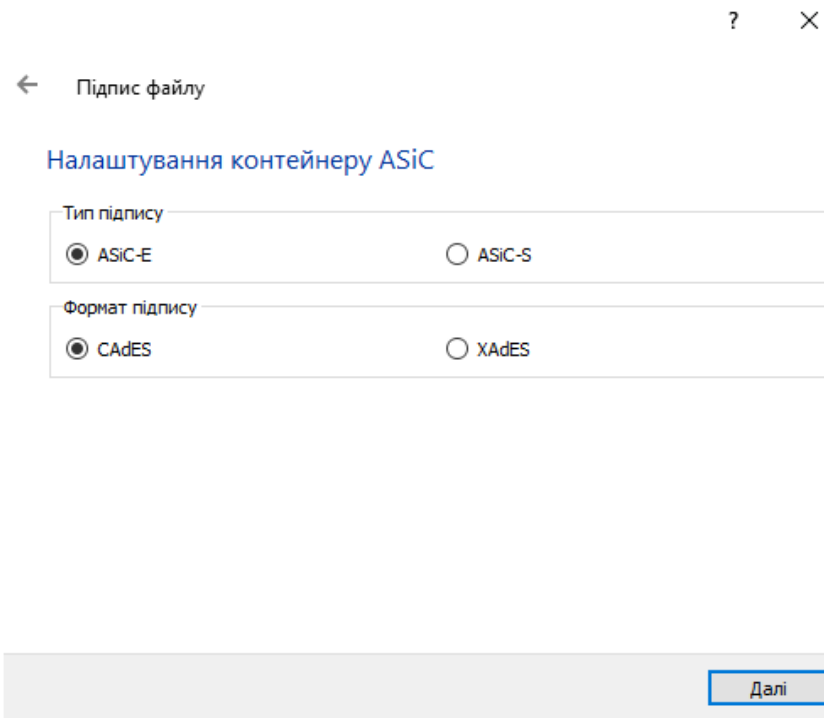 ?
Підпис файлу
Налаштування контейнеру ASiC
Тип підпису
ASiC-E ASiC-S
Формат підпису
CAdES XAdES
Далі